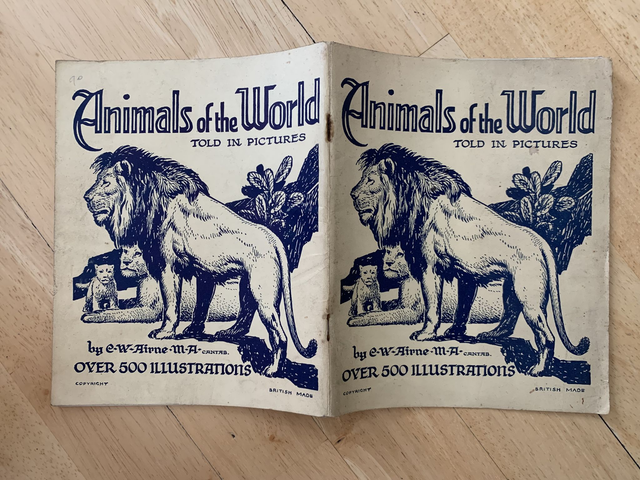 Animals of the World
TOLD IN PICTURES
by E·W·Airne·M·A·CANTAB.
OVER 500 ILLUSTRATIONS
COPYRIGHT
BRITISH MADE
Animals of the World
TOLD IN PICTURES
by E·W·Airne·M·A·CANTAB.
OVER 500 ILLUSTRATIONS
COPYRIGHT
BRITISH MADE